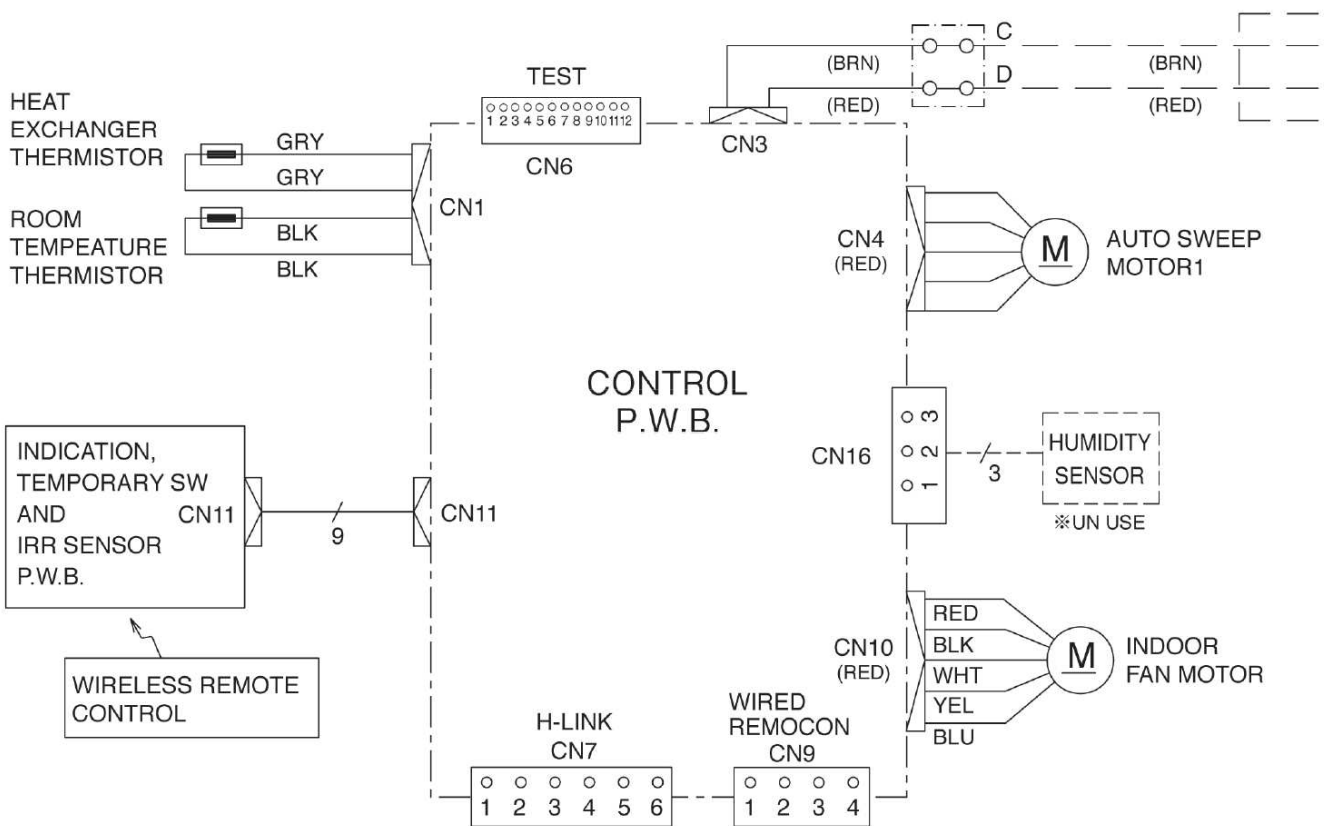 HEAT
EXCHANGER
THERMISTOR
GRY
GRY
ROOM
TEMPEATURE
THERMISTOR
BLK
BLK
CN1
TEST
1 2 3 4 5 6 7 8 9 10 11 12
CN6
CN3
(BRN)
(RED)
C
D
(BRN)
(RED)
CN4
(RED)
M
AUTO SWEEP
MOTOR1
CONTROL
P.W.B.
CN16
3
2
1
3
HUMIDITY
SENSOR
※UN USE
INDICATION,
TEMPORARY SW
AND CN11
IRR SENSOR
P.W.B.
9
CN11
WIRELESS REMOTE
CONTROL
CN10
(RED)
RED
BLK
WHT
YEL
BLU
M
INDOOR
FAN MOTOR
H-LINK
CN7
1 2 3 4 5 6
WIRED
REMOCON
CN9
1 2 3 4